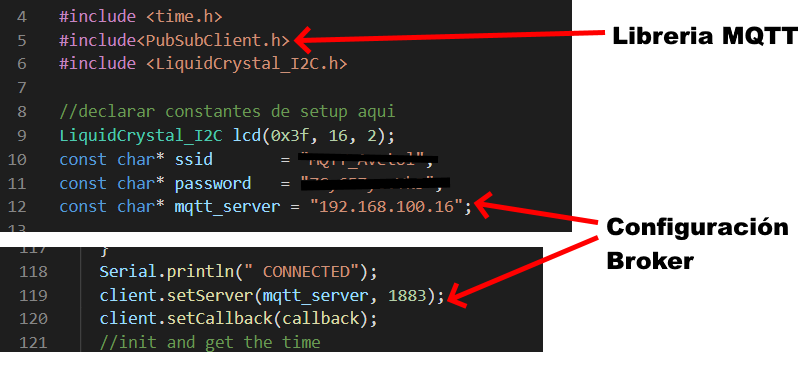 4 #include <time.h>
5 #include<PubSubClient.h>
Libreria MQTT
6 #include <LiquidCrystal_I2C.h>
7
8 //declarar constantes de setup aqui
9 LiquidCrystal_I2C lcd(0x3f, 16, 2);
10 const char* ssid =
11 const char* password =
12 const char* mqtt_server = "192.168.100.16";
Configuración
Broker
117 }
118 Serial.println(" CONNECTED");
119 client.setServer(mqtt_server, 1883);
120 client.setCallback(callback);
121 //init and get the time